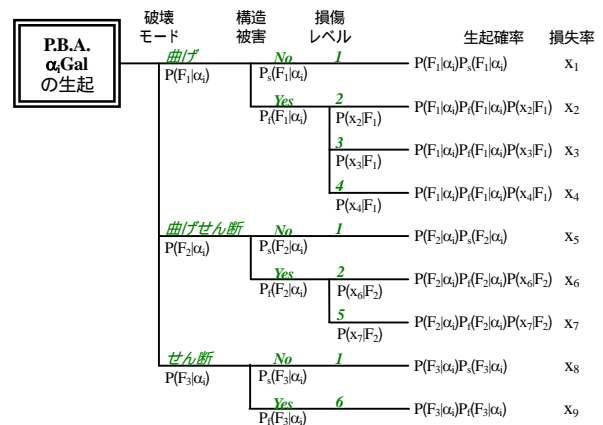 破壊 構造 損傷
モード 被害 レベル 生起確率 損失率
P.B.A.
αiGal
の生起
曲げ No 1
P(F1|αi) Ps(F1|αi) P(F1|αi)Ps(F1|αi) x1
Yes 2
Pf(F1|αi) P(x2|F1) P(F1|αi)Pf(F1|αi)P(x2|F1) x2
3
P(x3|F1) P(F1|αi)Pf(F1|αi)P(x3|F1) x3
4
P(x4|F1) P(F1|αi)Pf(F1|αi)P(x4|F1) x4
曲げせん断 No 1
P(F2|αi) Ps(F2|αi) P(F2|αi)Ps(F2|αi) x5
Yes 2
Pf(F2|αi) P(x6|F2) P(F2|αi)Pf(F2|αi)P(x6|F2) x6
5
P(x7|F2) P(F2|αi)Pf(F2|αi)P(x7|F2) x7
せん断 No 1
P(F3|αi) Ps(F3|αi) P(F3|αi)Ps(F3|αi) x8
Yes 6
Pf(F3|αi) P(F3|αi)Pf(F3|αi) x9